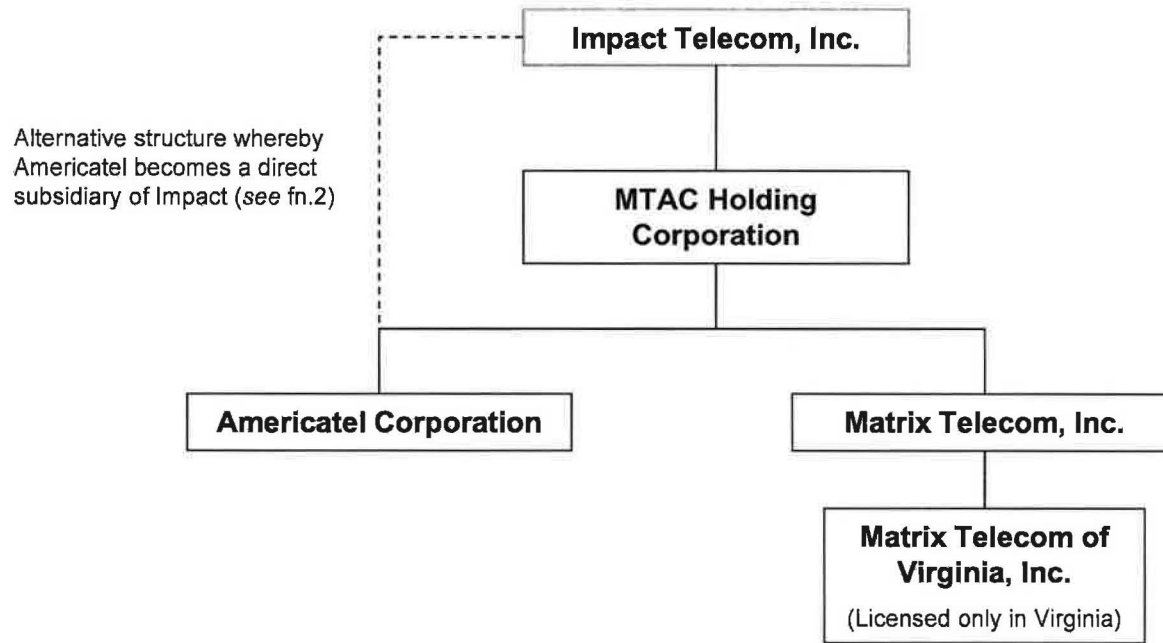 Impact Telecom, Inc.
Alternative structure whereby
Americatel becomes a direct
subsidiary of Impact (see fn.2)
MTAC Holding
Corporation
Americatel Corporation
Matrix Telecom, Inc.
Matrix Telecom of
Virginia, Inc.
(Licensed only in Virginia)